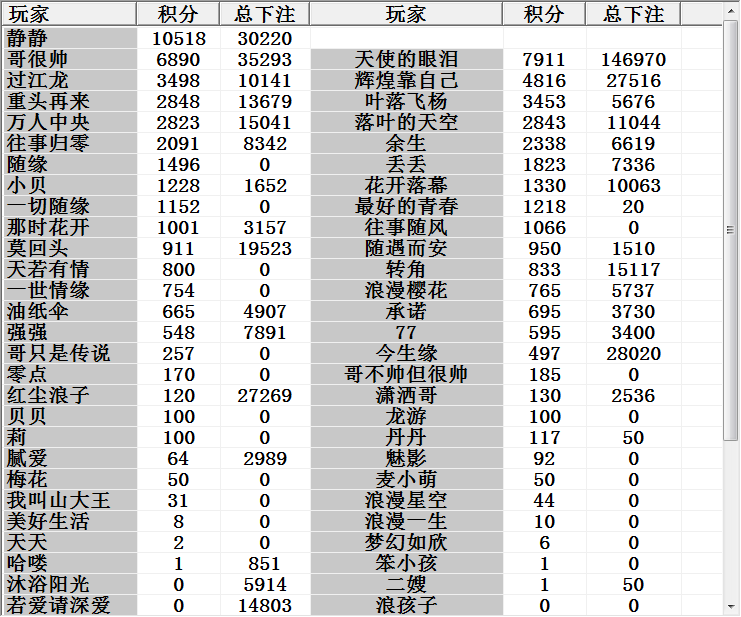 玩家 积分 总下注 玩家 积分 总下注
静静 10518 30220
哥很帅 6890 35293 天使的眼泪 7911 146970
过江龙 3498 10141 辉煌靠自己 4816 27516
重头再来 2848 13679 叶落飞杨 3453 5676
万人中央 2823 15041 落叶的天空 2843 11044
往事归零 2091 8342 余生 2338 6619
随缘 1496 0 丢丢 1823 7336
小贝 1228 1652 花开落幕 1330 10063
一切随缘 1152 0 最好的青春 1218 20
那时花开 1001 3157 往事随风 1066 0
莫回头 911 19523 随遇而安 950 1510
天若有情 800 0 转角 833 15117
一世情缘 754 0 浪漫樱花 765 5737
油纸伞 665 4907 承诺 695 3730
强强 548 7891 77 595 3400
哥只是传说 257 0 今生缘 497 28020
零点 170 0 哥不帅但很帅 185 0
红尘浪子 120 27269 潇洒哥 130 2536
贝贝 100 0 龙游 100 0
莉 100 0 丹丹 117 50
腻爱 64 2989 魅影 92 0
梅花 50 0 麦小萌 50 0
我叫山大王 31 0 浪漫星空 44 0
美好生活 8 0 浪漫一生 10 0
天天 2 0 梦幻如欣 6 0
哈喽 1 851 笨小孩 1 0
沐浴阳光 0 5914 二嫂 1 50
若爱请深爱 0 14803 浪孩子 0 0